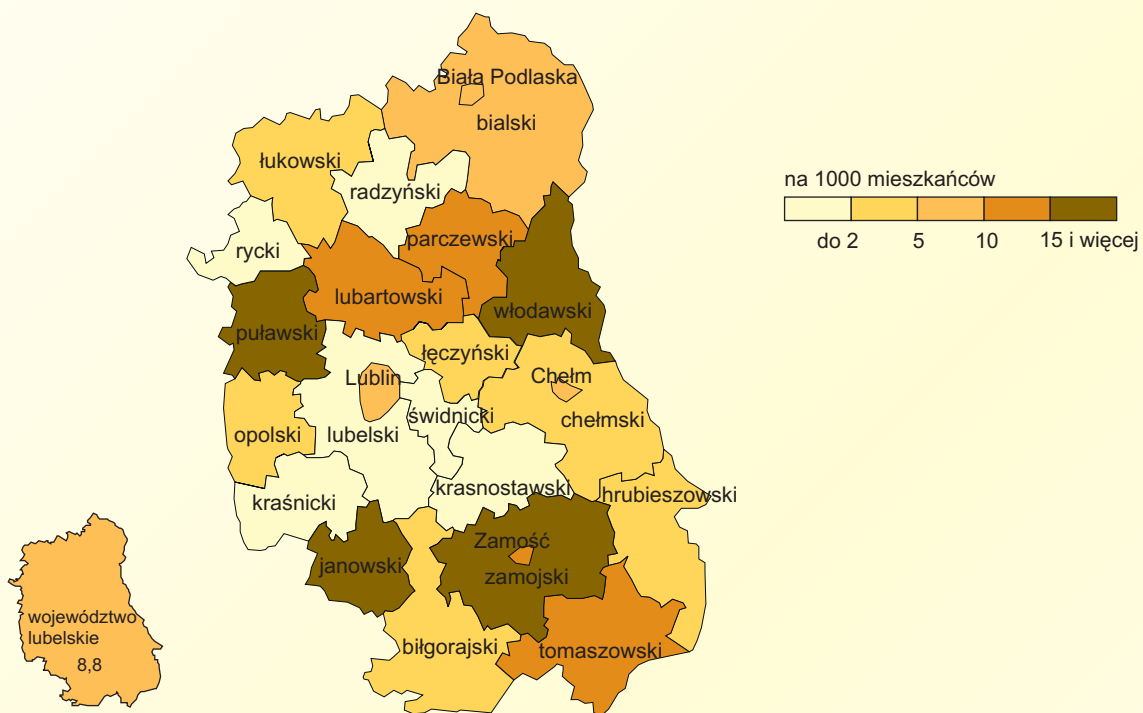 Biała Podlaska
bialski
łukowski
radzyński
na 1000 mieszkańców
do 2 5 10 15 i więcej
parczewski
rycki
lubartowski
włodawski
puławski
łęczyński
Lublin
Chełm
świdnicki
chełmski
opolski
lubelski
krasnostawski
hrubieszowski
kraśnicki
Zamość
janowski
zamojski
województwo
lubelskie
8,8
biłgorajski
tomaszowski